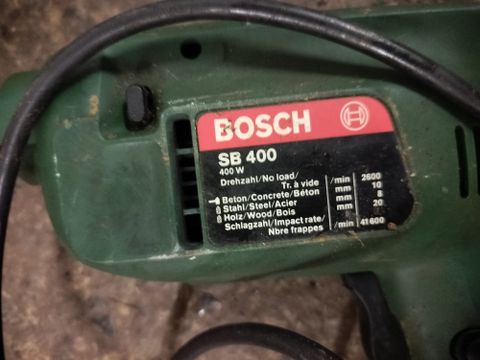 BOSCH
SB 400
400 W
Drehzahl/No load/ /min 2600
Tr. à vide
Beton/Concrete/Béton mm 10
Stahl/Steel/Acier mm 8
Holz/Wood/Bois mm 20
Schlagzahl/Impact rate/ /min 41600
Nbre frappes